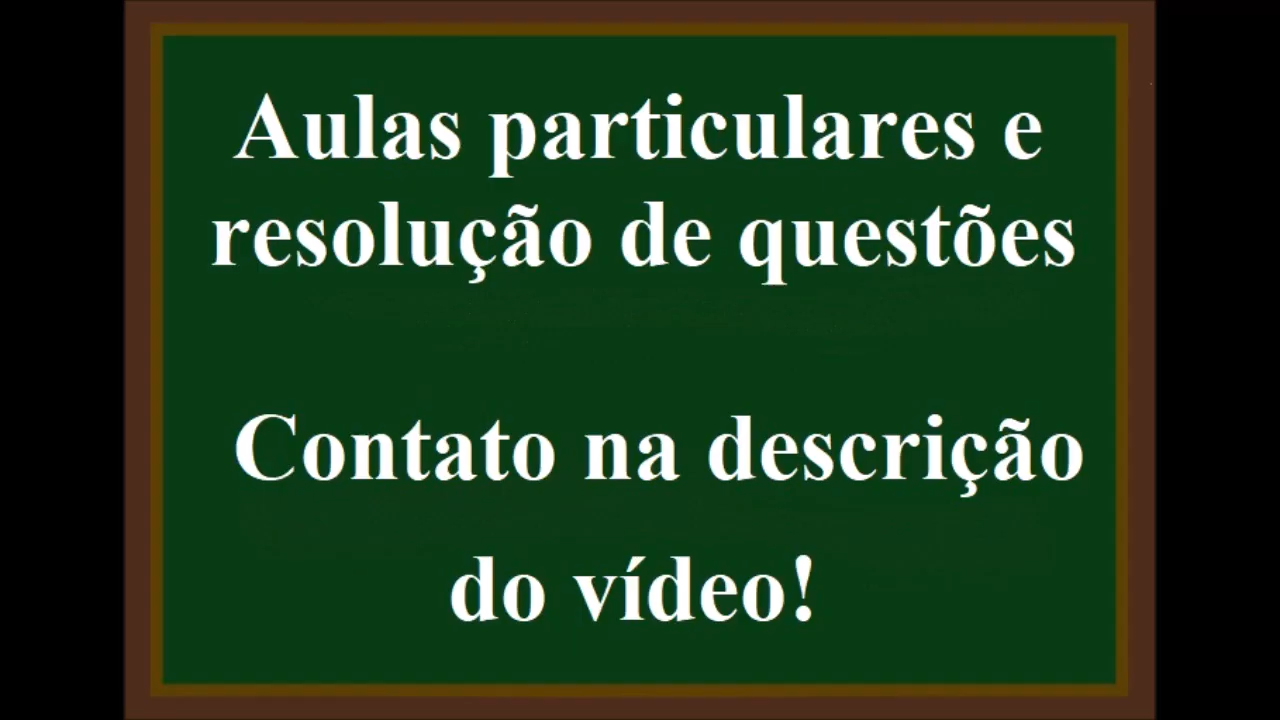 Aulas particulares e
resolução de questões
Contato na descrição
do vídeo!